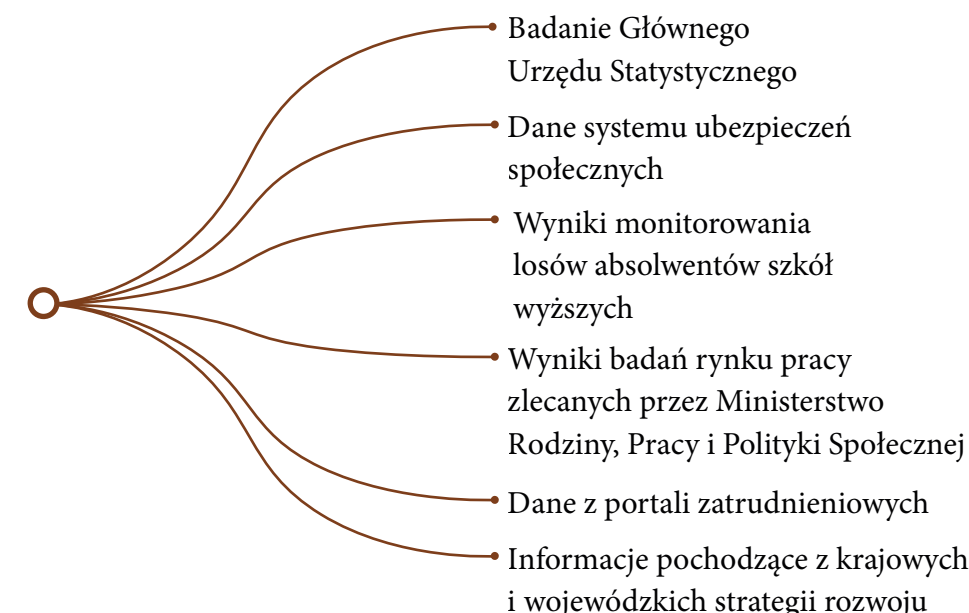 Badanie Głównego
Urzędu Statystycznego
Dane systemu ubezpieczeń
społecznych
Wyniki monitorowania
losów absolwentów szkół
wyższych
Wyniki badań rynku pracy
zlecanych przez Ministerstwo
Rodziny, Pracy i Polityki Społecznej
Dane z portali zatrudnieniowych
Informacje pochodzące z krajowych
i wojewódzkich strategii rozwoju